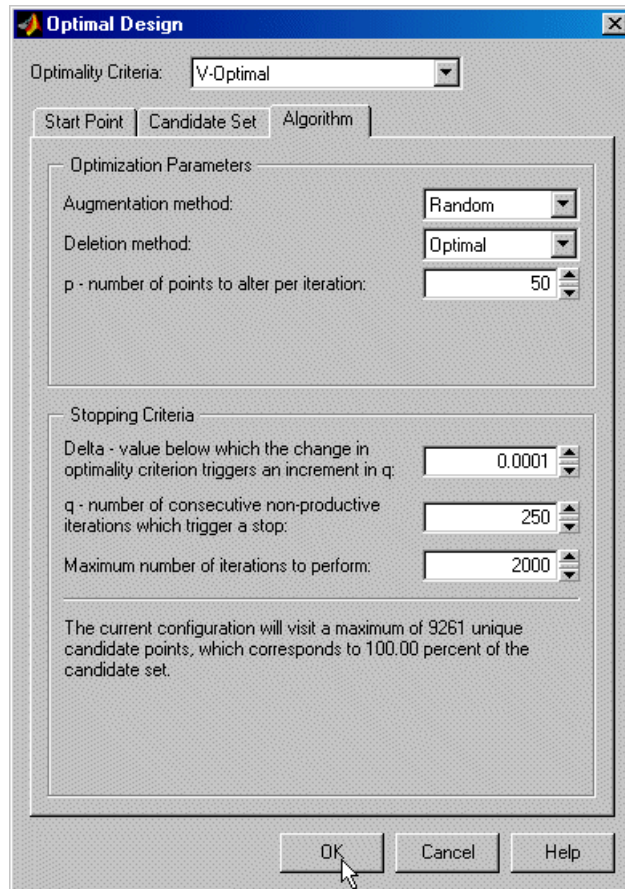 Optimal Design
Optimality Criteria: V-Optimal
Start Point Candidate Set Algorithm
Optimization Parameters
Augmentation method: Random
Deletion method: Optimal
p - number of points to alter per iteration: 50
Stopping Criteria
Delta - value below which the change in
optimality criterion triggers an increment in q: 0.0001
q - number of consecutive non-productive
iterations which trigger a stop: 250
Maximum number of iterations to perform: 2000
The current configuration will visit a maximum of 9261 unique
candidate points, which corresponds to 100.00 percent of the
candidate set.
OK Cancel Help